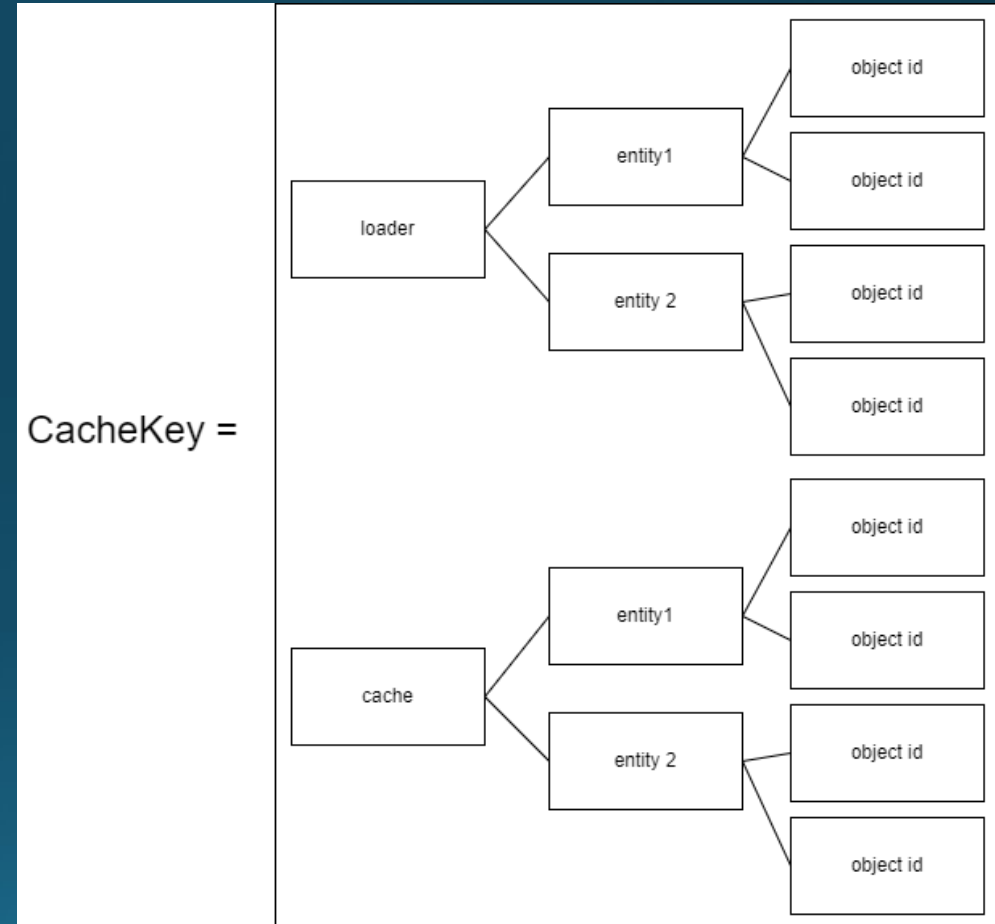 CacheKey =
loader
entity1
object id
object id
entity 2
object id
object id
cache
entity1
object id
object id
entity 2
object id
object id